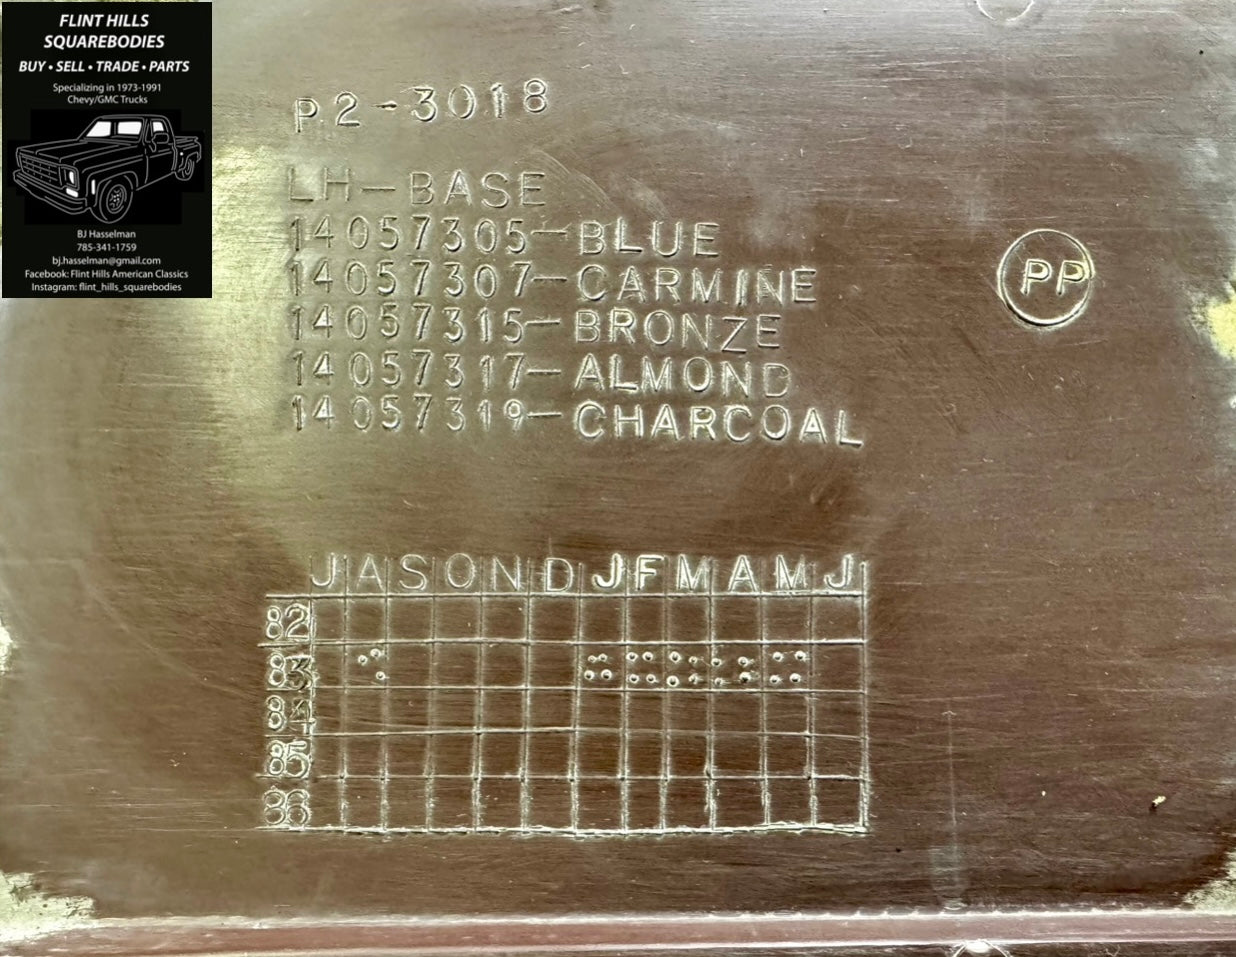 FLINT HILLS
SQUAREBODIES
BUY • SELL • TRADE • PARTS
Specializing in 1973-1991
Chevy/GMC Trucks
BJ Hasselman
785-341-1759
bj.hasselman@gmail.com
Facebook: Flint Hills American Classics
Instagram: flint_hills_squarebodies
P.2-3018
LH-BASE
14057305-BLUE
14057307-CARMINE
14057315-BRONZE
14057317-ALMOND
14057319-CHARCOAL
PP
J A S O N D J F M A M J
82
83
84
85
86